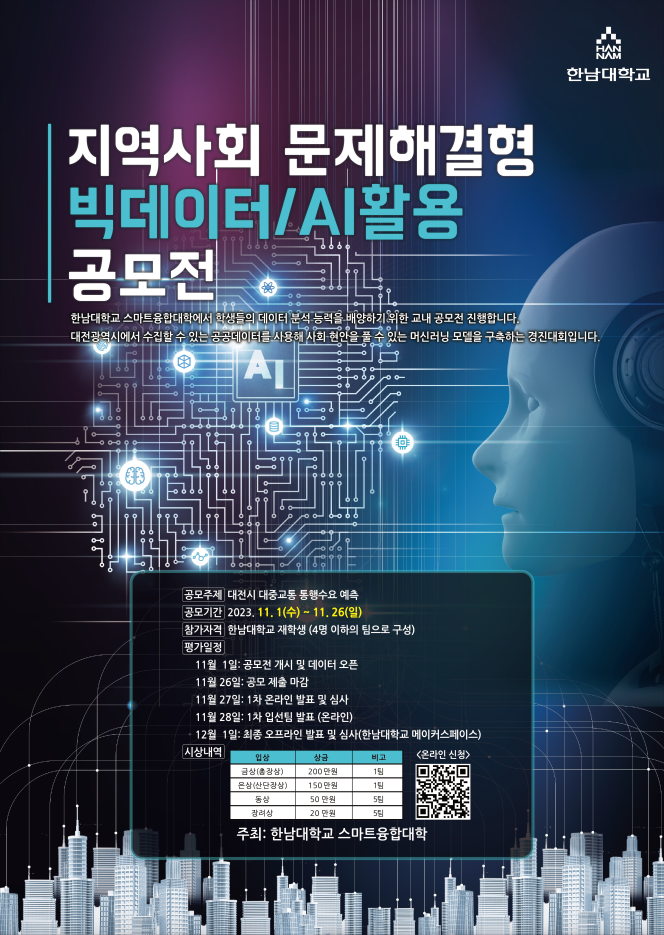 HAN
NAM
한남대학교
지역사회 문제해결형
빅데이터/AI활용
공모전
한남대학교 스마트융합대학에서 학생들의 데이터 분석 능력을 배양하기 위한 교내 공모전 진행합니다.
대전광역시에서 수집할 수 있는 공공데이터를 사용해 사회 현안을 풀 수 있는 머신러닝 모델을 구축하는 경진대회입니다.
AI
공모주제 대전시 대중교통 통행수요 예측
공모기간 2023. 11. 1(수) ~ 11. 26(일)
참가자격 한남대학교 재학생 (4명 이하의 팀으로 구성)
평가일정
11월 1일: 공모전 개시 및 데이터 오픈
11월 26일: 공모 제출 마감
11월 27일: 1차 온라인 발표 및 심사
11월 28일: 1차 입선팀 발표 (온라인)
12월 1일: 최종 오프라인 발표 및 심사(한남대학교 메이커스페이스)
시상내역
입상 상금 비고
금상(총장상) 200 만원 1팀
은상(산단장상) 150 만원 1팀
동상 50 만원 5팀
장려상 20 만원 5팀
<온라인 신청>
주최: 한남대학교 스마트융합대학